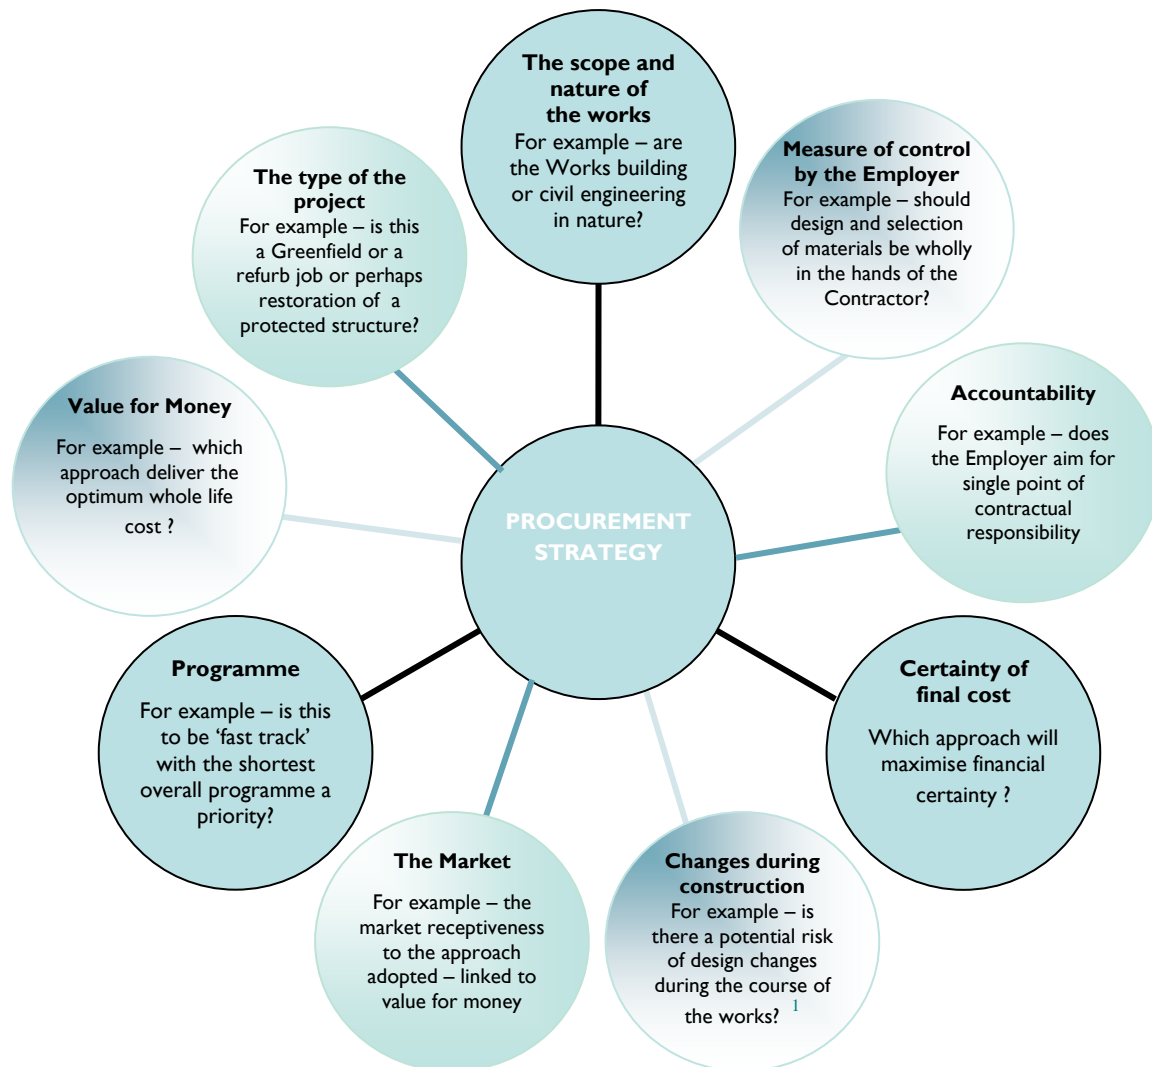 The scope and
nature of
the works
For example – are
the Works building
or civil engineering
in nature?
Measure of control
by the Employer
For example – should
design and selection
of materials be wholly
in the hands of the
Contractor?
Accountability
For example – does
the Employer aim for
single point of
contractual
responsibility
Certainty of
final cost
Which approach will
maximise financial
certainty ?
Changes during
construction
For example – is
there a potential risk
of design changes
during the course of
the works? 1
The Market
For example – the
market receptiveness
to the approach
adopted – linked to
value for money
Programme
For example – is this
to be ‘fast track’
with the shortest
overall programme a
priority?
Value for Money
For example – which
approach deliver the
optimum whole life
cost ?
The type of the
project
For example – is this
a Greenfield or a
refurb job or perhaps
restoration of a
protected structure?
PROCUREMENT
STRATEGY